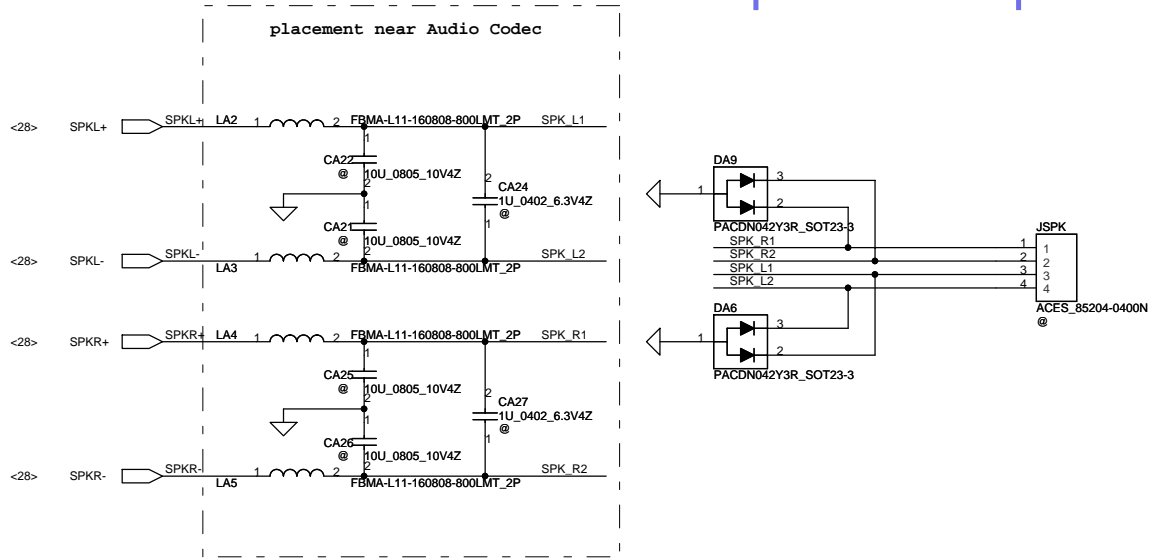 placement near Audio Codec
<28> SPKL+ SPKL+ LA2 1 2 FBMA-L11-160808-800LMT_2P SPK_L1
1
CA22
@ 10U_0805_10V4Z
2
2
CA24
1U_0402_6.3V4Z
@
1
1
CA21
@ 10U_0805_10V4Z
2
<28> SPKL- SPKL- LA3 1 2 FBMA-L11-160808-800LMT_2P SPK_L2
<28> SPKR+ SPKR+ LA4 1 2 FBMA-L11-160808-800LMT_2P SPK_R1
1
CA25
@ 10U_0805_10V4Z
2
2
CA27
1U_0402_6.3V4Z
@
1
1
CA26
@ 10U_0805_10V4Z
2
<28> SPKR- SPKR- LA5 1 2 FBMA-L11-160808-800LMT_2P SPK_R2
DA9
1 3
2
PACDN042Y3R_SOT23-3
JSPK
SPK_R1 1 1
SPK_R2 2 2
SPK_L1 3 3
SPK_L2 4 4
ACES_85204-0400N
@
DA6
3
1
2
PACDN042Y3R_SOT23-3